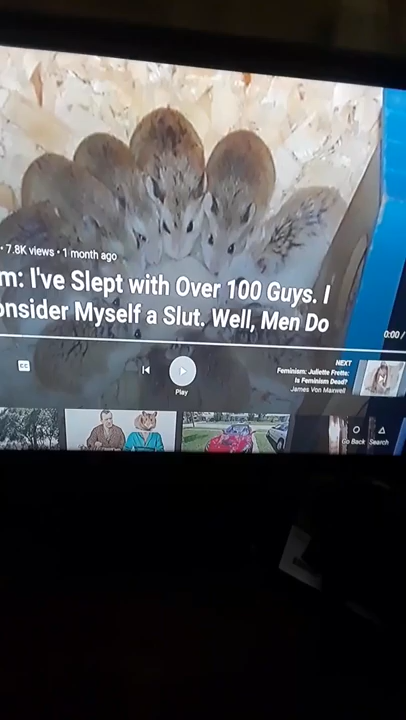 • 7.8K views • 1 month ago
m: I've Slept with Over 100 Guys. I
onsider Myself a Slut. Well, Men Do
0:00 /
CC
Play
NEXT
Feminism: Juliette Frette:
Is Feminism Dead?
James Von Maxwell
Go Back Search